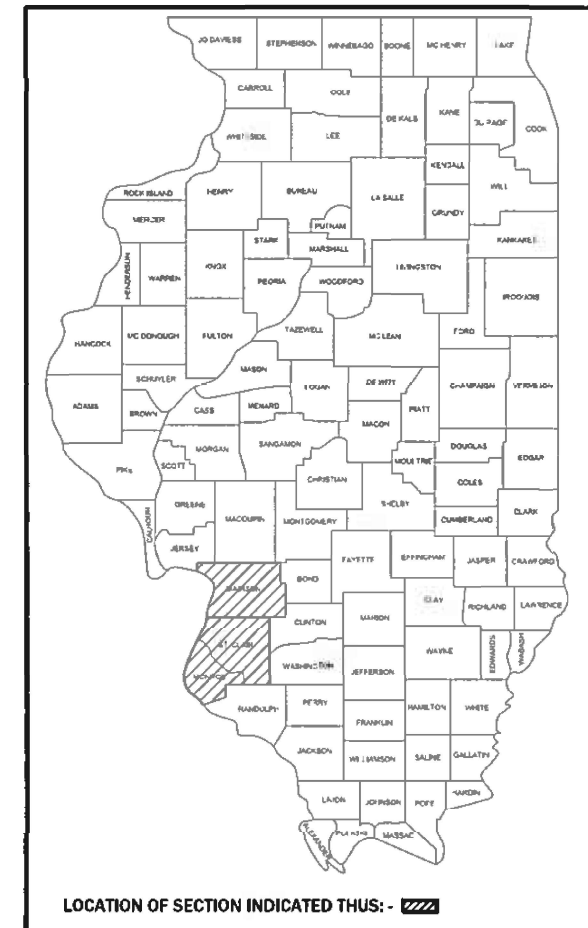 JO DAVIESS STEPHENSON WINNEBAGO BOONE MC HENRY LAKE
CARROLL OGLE DE KALB KANE DU PAGE COOK
WHITESIDE LEE KENDALL WILL
ROCK ISLAND HENRY BUREAU LA SALLE GRUNDY
MERCER PUTNAM KANKAKEE
HENDERSON WARREN KNOX STARK MARSHALL LIVINGSTON
PEORIA WOODFORD IROQUOIS
HANCOCK MC DONOUGH FULTON TAZEWELL MC LEAN FORD
SCHUYLER MASON LOGAN DE WITT CHAMPAIGN VERMILION
ADAMS BROWN CASS MENARD MACON PIATT
PIKE SCOTT MORGAN SANGAMON MOULTRIE DOUGLAS EDGAR
CHRISTIAN COLES
CALHOUN GREENE MACOUPIN MONTGOMERY SHELBY CUMBERLAND CLARK
JERSEY FAYETTE EFFINGHAM JASPER CRAWFORD
MADISON BOND CLAY RICHLAND LAWRENCE
CLINTON MARION
ST. CLAIR WASHINGTON JEFFERSON WAYNE EDWARDS WABASH
MONROE
RANDOLPH PERRY FRANKLIN HAMILTON WHITE
JACKSON WILLIAMSON SALINE GALLATIN
UNION JOHNSON POPE HARDIN
ALEXANDER PULASKI MASSAC
LOCATION OF SECTION INDICATED THUS: -